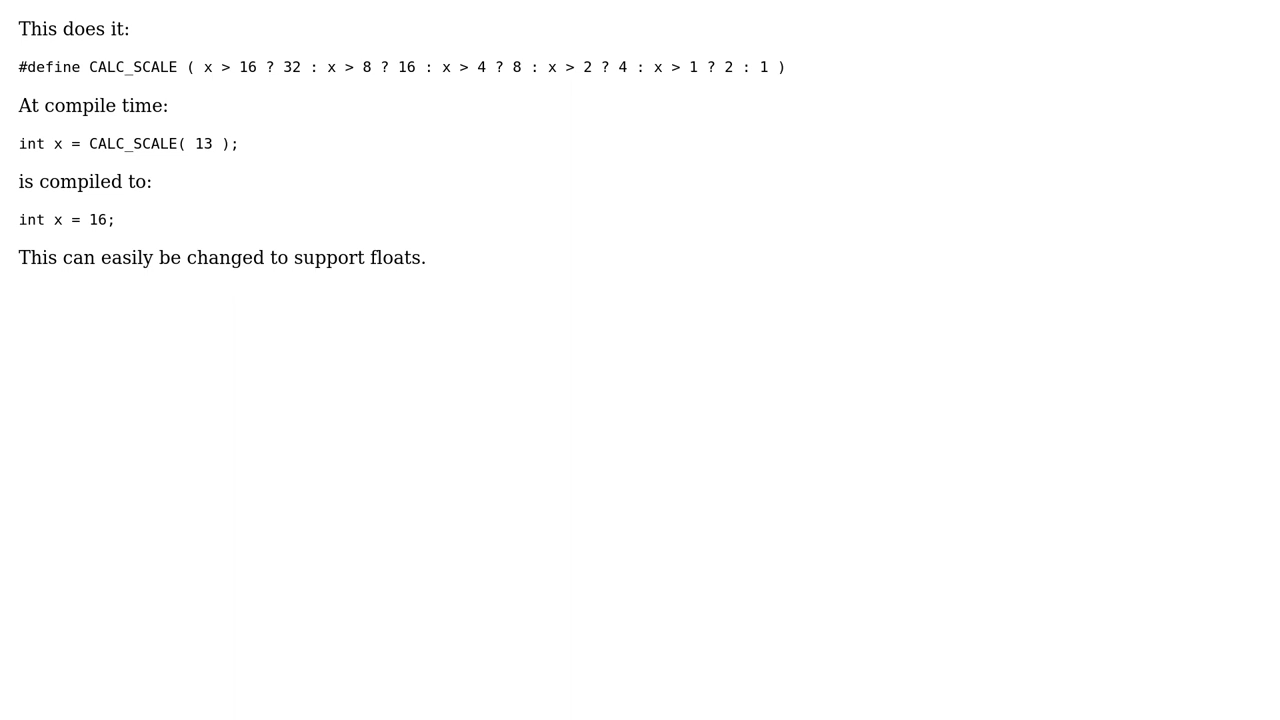 This does it:
#define CALC_SCALE ( x > 16 ? 32 : x > 8 ? 16 : x > 4 ? 8 : x > 2 ? 4 : x > 1 ? 2 : 1 )
At compile time:
int x = CALC_SCALE( 13 );
is compiled to:
int x = 16;
This can easily be changed to support floats.